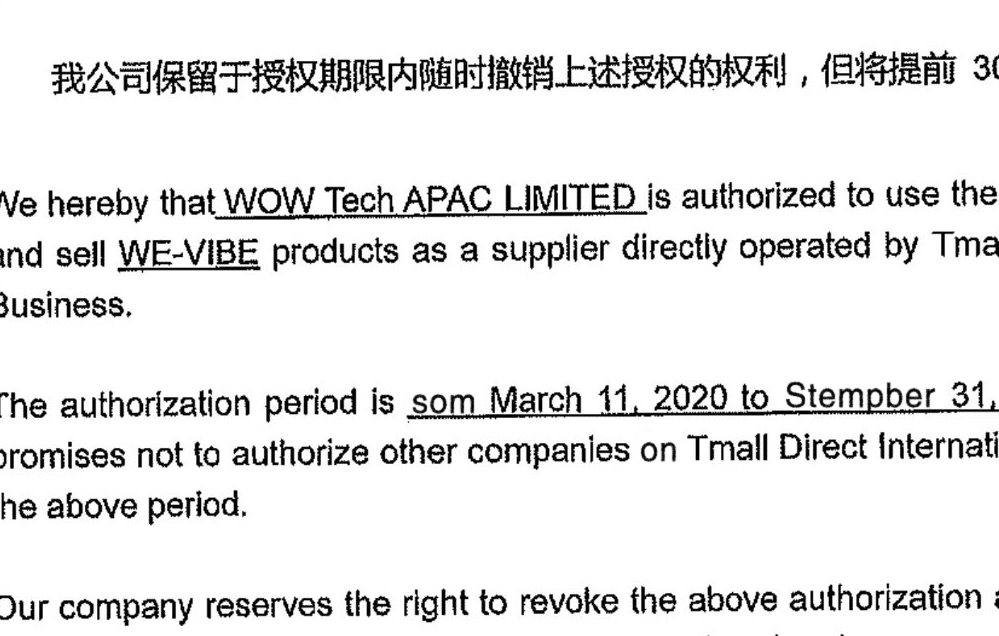 我公司保留于授权期限内随时撤销上述授权的权利，但将提前 30
We hereby that WOW Tech APAC LIMITED is authorized to use the
and sell WE-VIBE products as a supplier directly operated by Tma
Business.
The authorization period is som March 11, 2020 to Stempber 31,
promises not to authorize other companies on Tmall Direct Internati
the above period.
Our company reserves the right to revoke the above authorization a